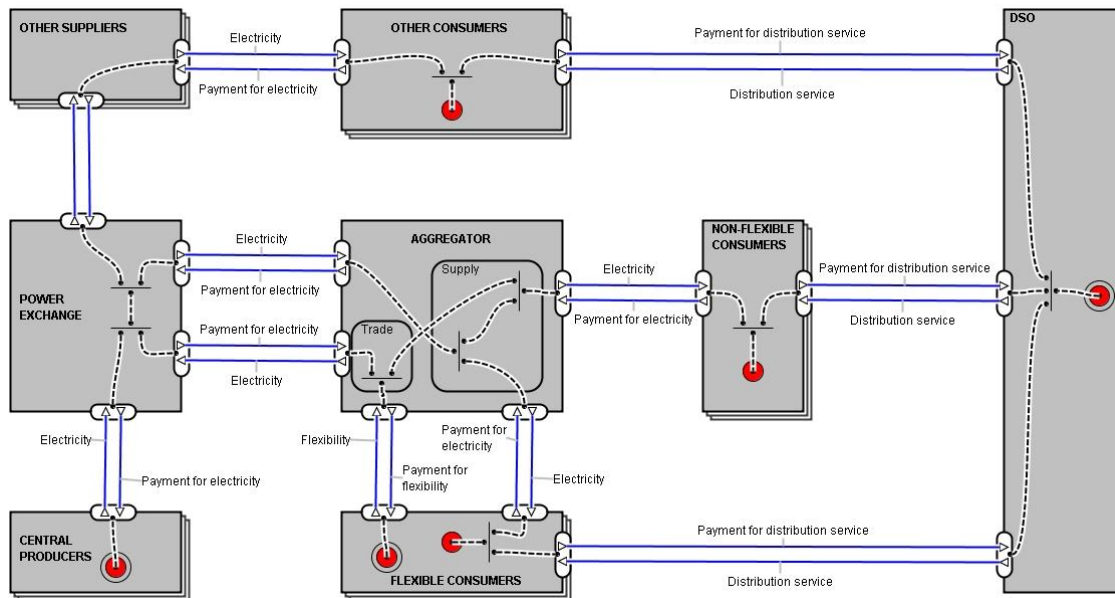 OTHER SUPPLIERS
Electricity
Payment for electricity
OTHER CONSUMERS
Payment for distribution service
Distribution service
DSO
POWER
EXCHANGE
Electricity
Payment for electricity
Payment for electricity
Electricity
AGGREGATOR
Supply
Trade
Electricity
Payment for electricity
NON-FLEXIBLE
CONSUMERS
Payment for distribution service
Distribution service
Electricity
Payment for electricity
Flexibility
Payment for
flexibility
Payment for
electricity
Electricity
CENTRAL
PRODUCERS
FLEXIBLE CONSUMERS
Payment for distribution service
Distribution service